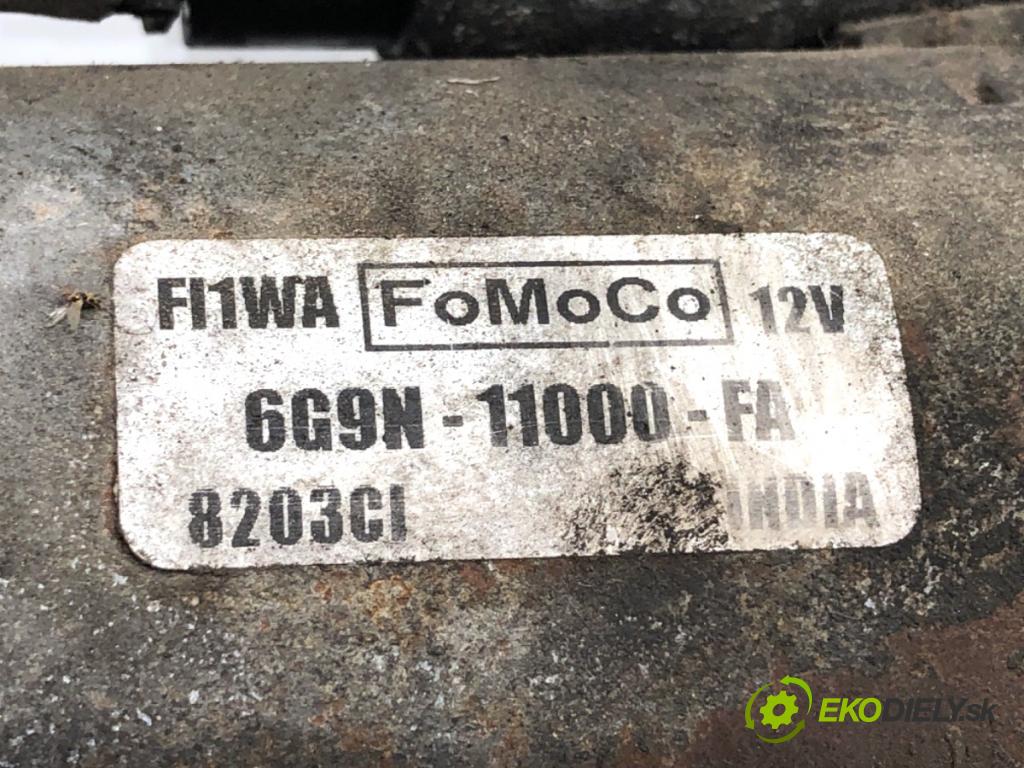 FI1WA FoMoCo 12V
6G9N - 11000 - FA
8203CI INDIA
EKODIELY.sk